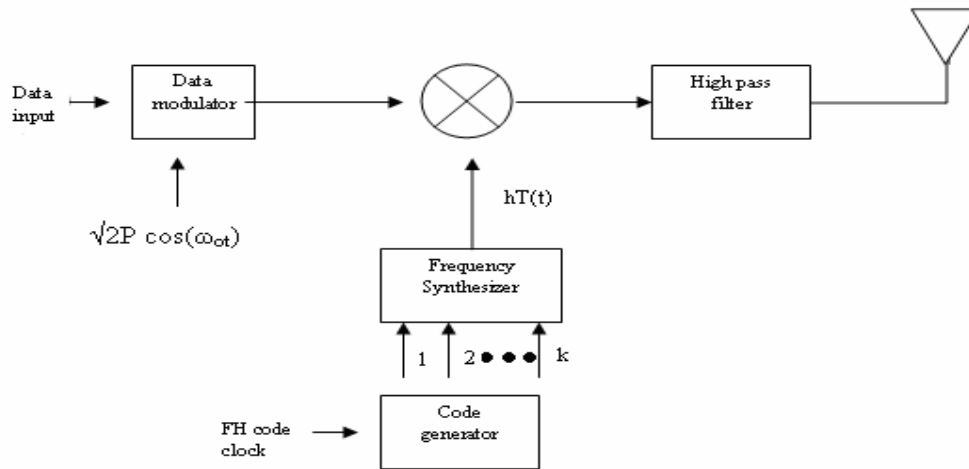 Data
input
Data
modulator
High pass
filter
hT(t)
√2P cos(ωot)
Frequency
Synthesizer
1
2
k
FH code
clock
Code
generator